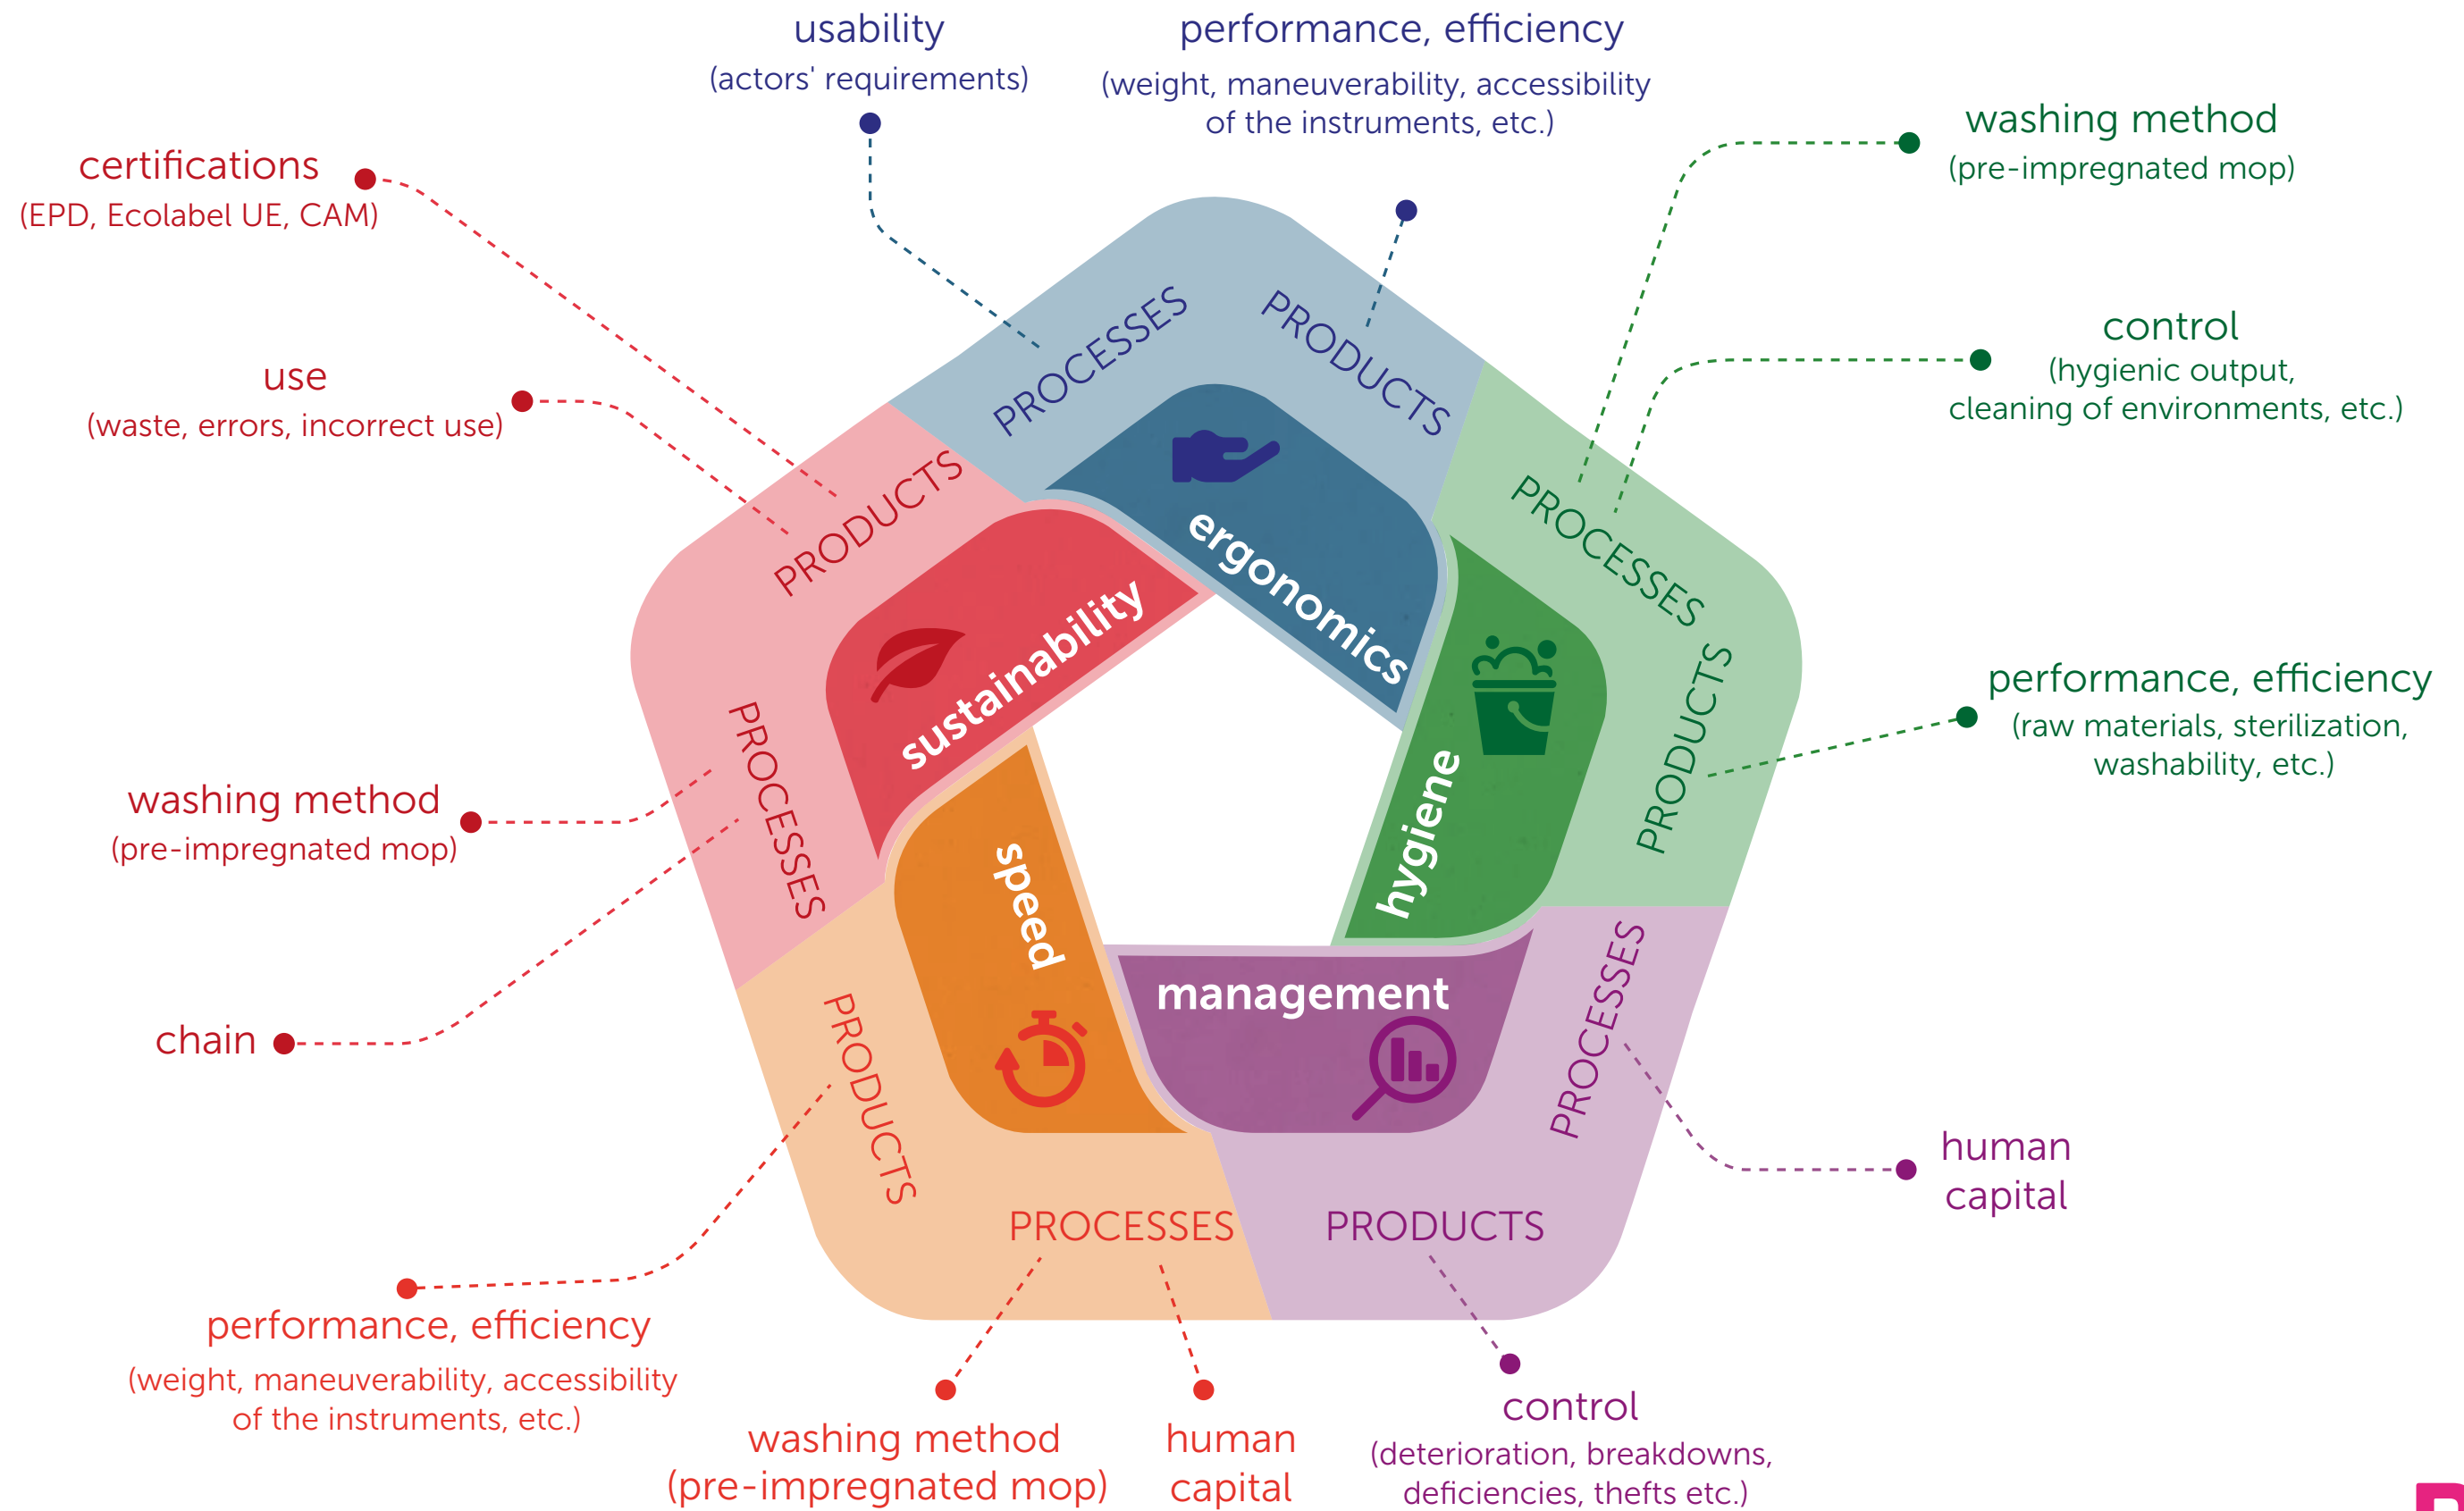 usability
(actors' requirements)
performance, efficiency
(weight, maneuverability, accessibility
of the instruments, etc.)
washing method
(pre-impregnated mop)
control
(hygienic output,
cleaning of environments, etc.)
performance, efficiency
(raw materials, sterilization,
washability, etc.)
human
capital
control
(deterioration, breakdowns,
deficiencies, thefts etc.)
human
capital
washing method
(pre-impregnated mop)
performance, efficiency
(weight, maneuverability, accessibility
of the instruments, etc.)
chain
washing method
(pre-impregnated mop)
use
(waste, errors, incorrect use)
certifications
(EPD, Ecolabel UE, CAM)
PROCESSES
PRODUCTS
ergonomics
PROCESSES
PRODUCTS
hygiene
PROCESSES
PRODUCTS
management
PROCESSES
PRODUCTS
speed
PROCESSES
PRODUCTS
sustainability